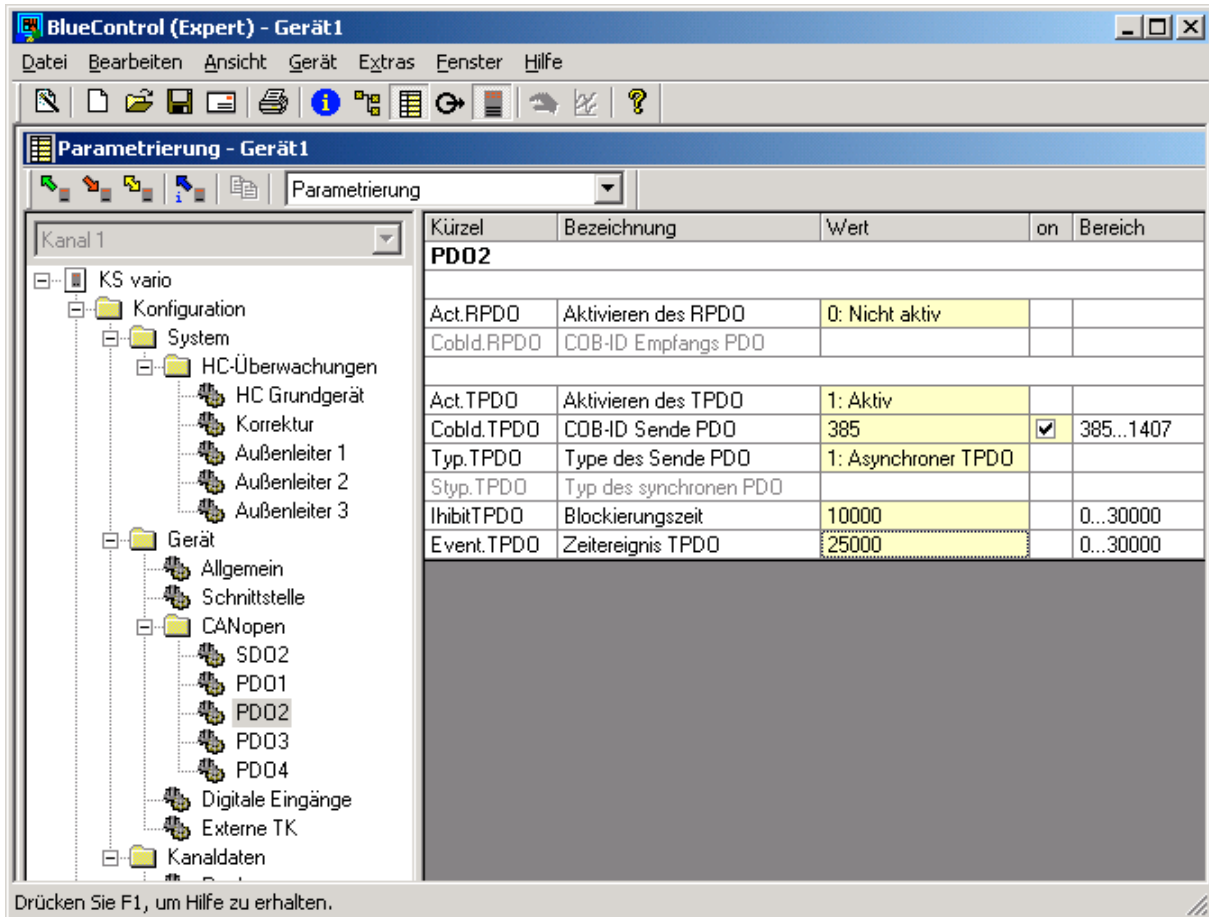 BlueControl (Expert) - Gerät1
Datei Bearbeiten Ansicht Gerät Extras Fenster Hilfe
Parametrierung - Gerät1
Parametrierung
Kanal 1
KS vario
Konfiguration
System
HC-Überwachungen
HC Grundgerät
Korrektur
Außenleiter 1
Außenleiter 2
Außenleiter 3
Gerät
Allgemein
Schnittstelle
CANopen
SDO2
PDO1
PDO2
PDO3
PDO4
Digitale Eingänge
Externe TK
Kanaldaten
Kürzel Bezeichnung Wert on Bereich
PDO2
Act.RPDO Aktivieren des RPDO 0: Nicht aktiv
CobId.RPDO COB-ID Empfangs PDO
Act.TPDO Aktivieren des TPDO 1: Aktiv
CobId.TPDO COB-ID Sende PDO 385 385...1407
Typ.TPDO Type des Sende PDO 1: Asynchroner TPDO
Styp.TPDO Typ des synchronen PDO
IhibitTPDO Blockierungszeit 10000 0...30000
Event.TPDO Zeitereignis TPDO 25000 0...30000
Drücken Sie F1, um Hilfe zu erhalten.